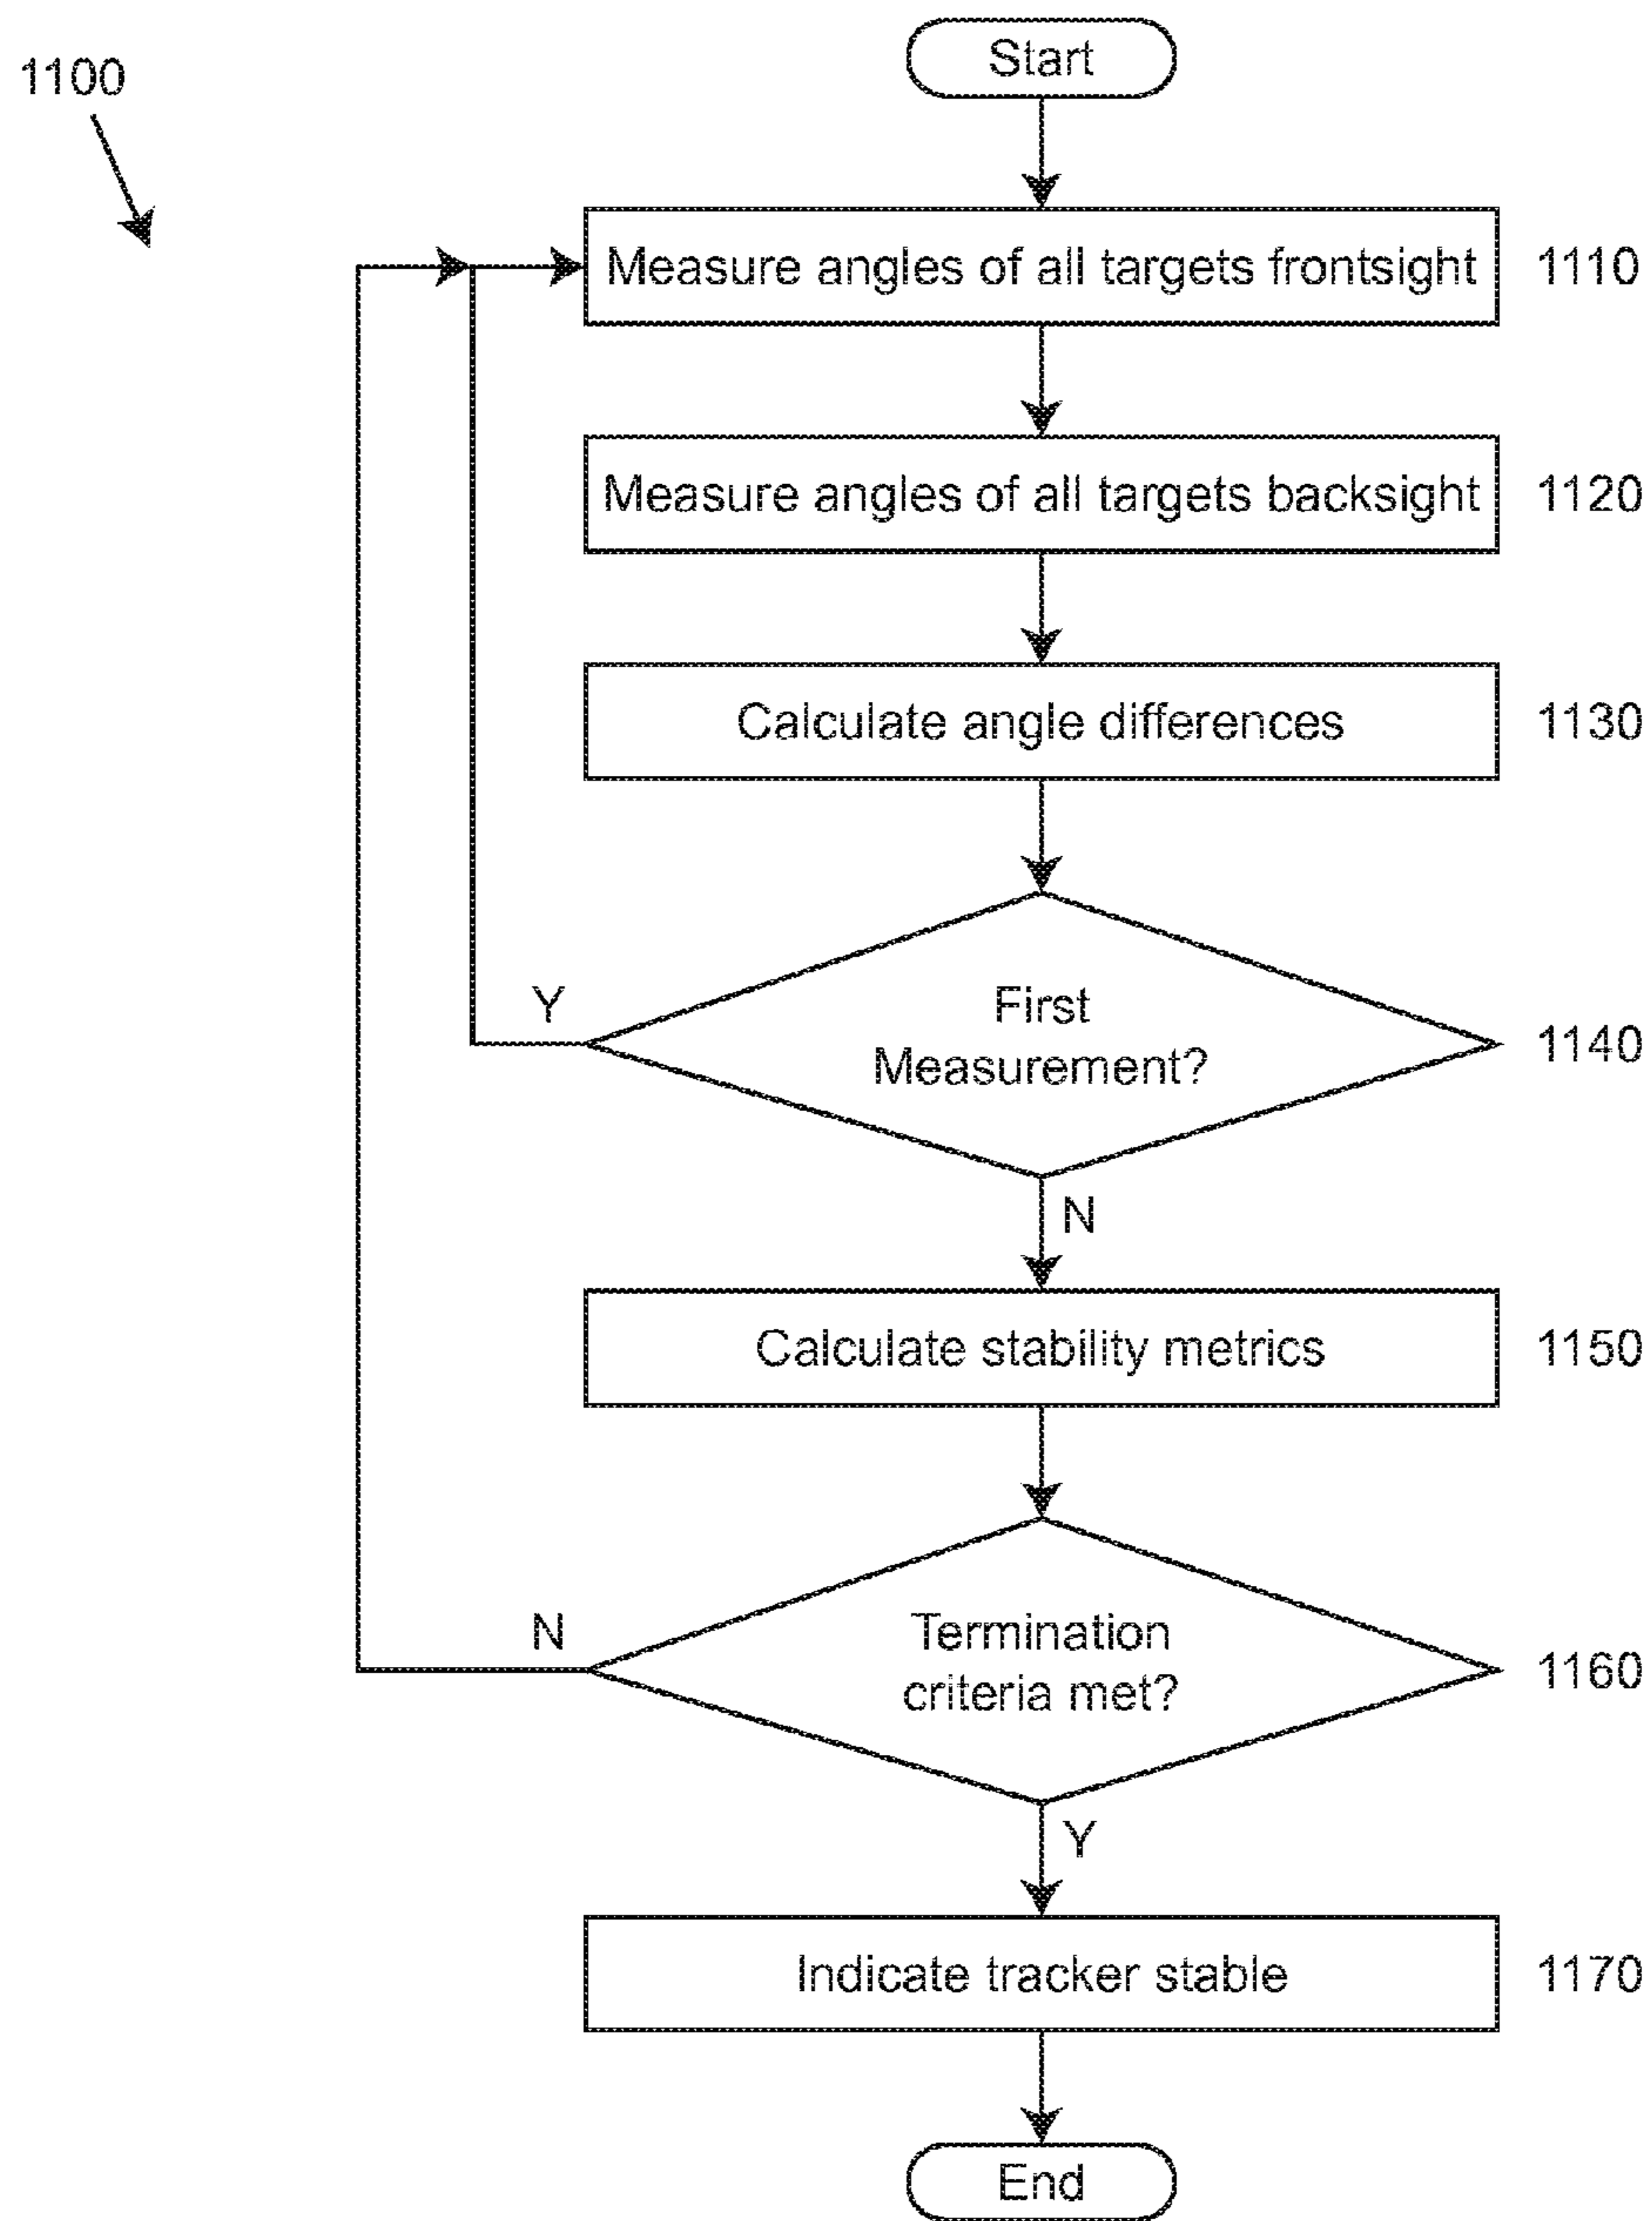 Start
1100
Measure angles of all targets frontsight 1110
Measure angles of all targets backsight 1120
Calculate angle differences 1130
Y
First
Measurement?
1140
N
Calculate stability metrics 1150
N
Termination
criteria met?
1160
Y
Indicate tracker stable 1170
End